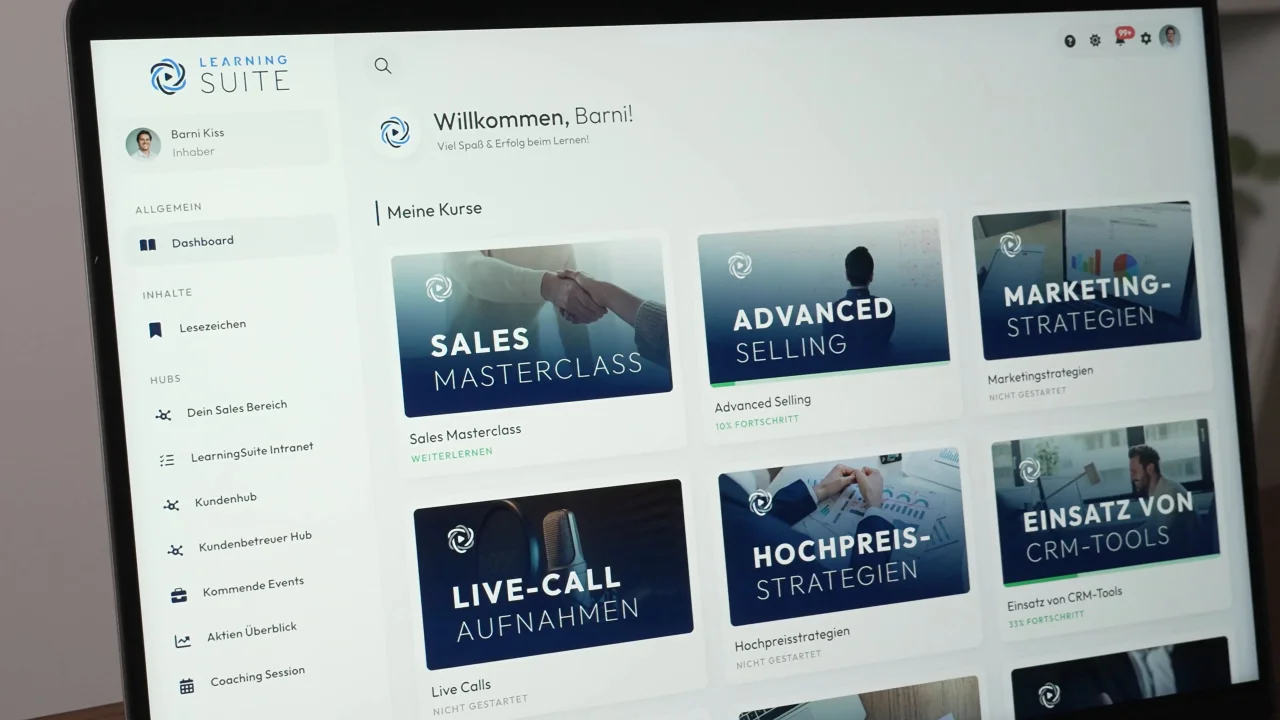 LEARNING
SUITE
Barni Kiss
Inhaber
ALLGEMEIN
Dashboard
INHALTE
Lesezeichen
HUBS
Dein Sales Bereich
LearningSuite Intranet
Kundenhub
Kundenbetreuer Hub
Kommende Events
Aktien Überblick
Coaching Session
99+
Willkommen, Barni!
Viel Spaß & Erfolg beim Lernen!
Meine Kurse
SALES
MASTERCLASS
Sales Masterclass
WEITERLERNEN
ADVANCED
SELLING
Advanced Selling
10% FORTSCHRITT
MARKETING-
STRATEGIEN
Marketingstrategien
NICHT GESTARTET
LIVE-CALL
AUFNAHMEN
Live Calls
NICHT GESTARTET
HOCHPREIS-
STRATEGIEN
Hochpreisstrategien
NICHT GESTARTET
EINSATZ VON
CRM-TOOLS
Einsatz von CRM-Tools
33% FORTSCHRITT